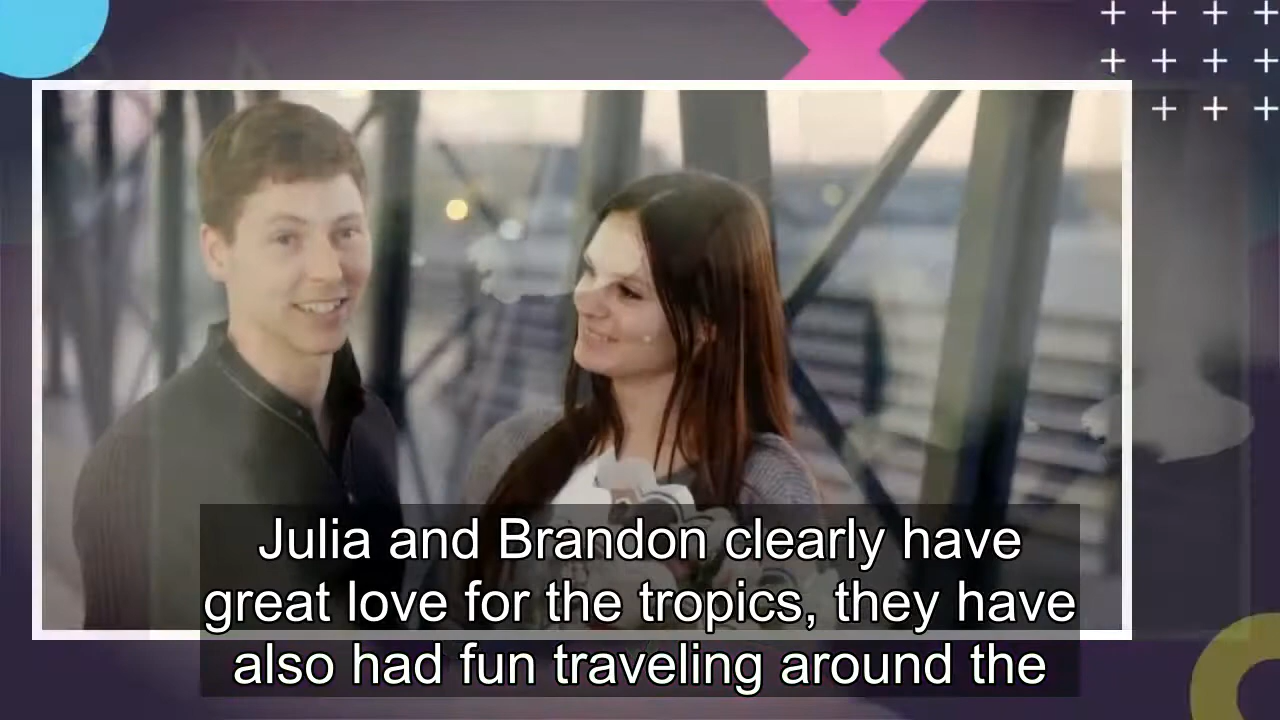 Julia and Brandon clearly have
great love for the tropics, they have
also had fun traveling around the